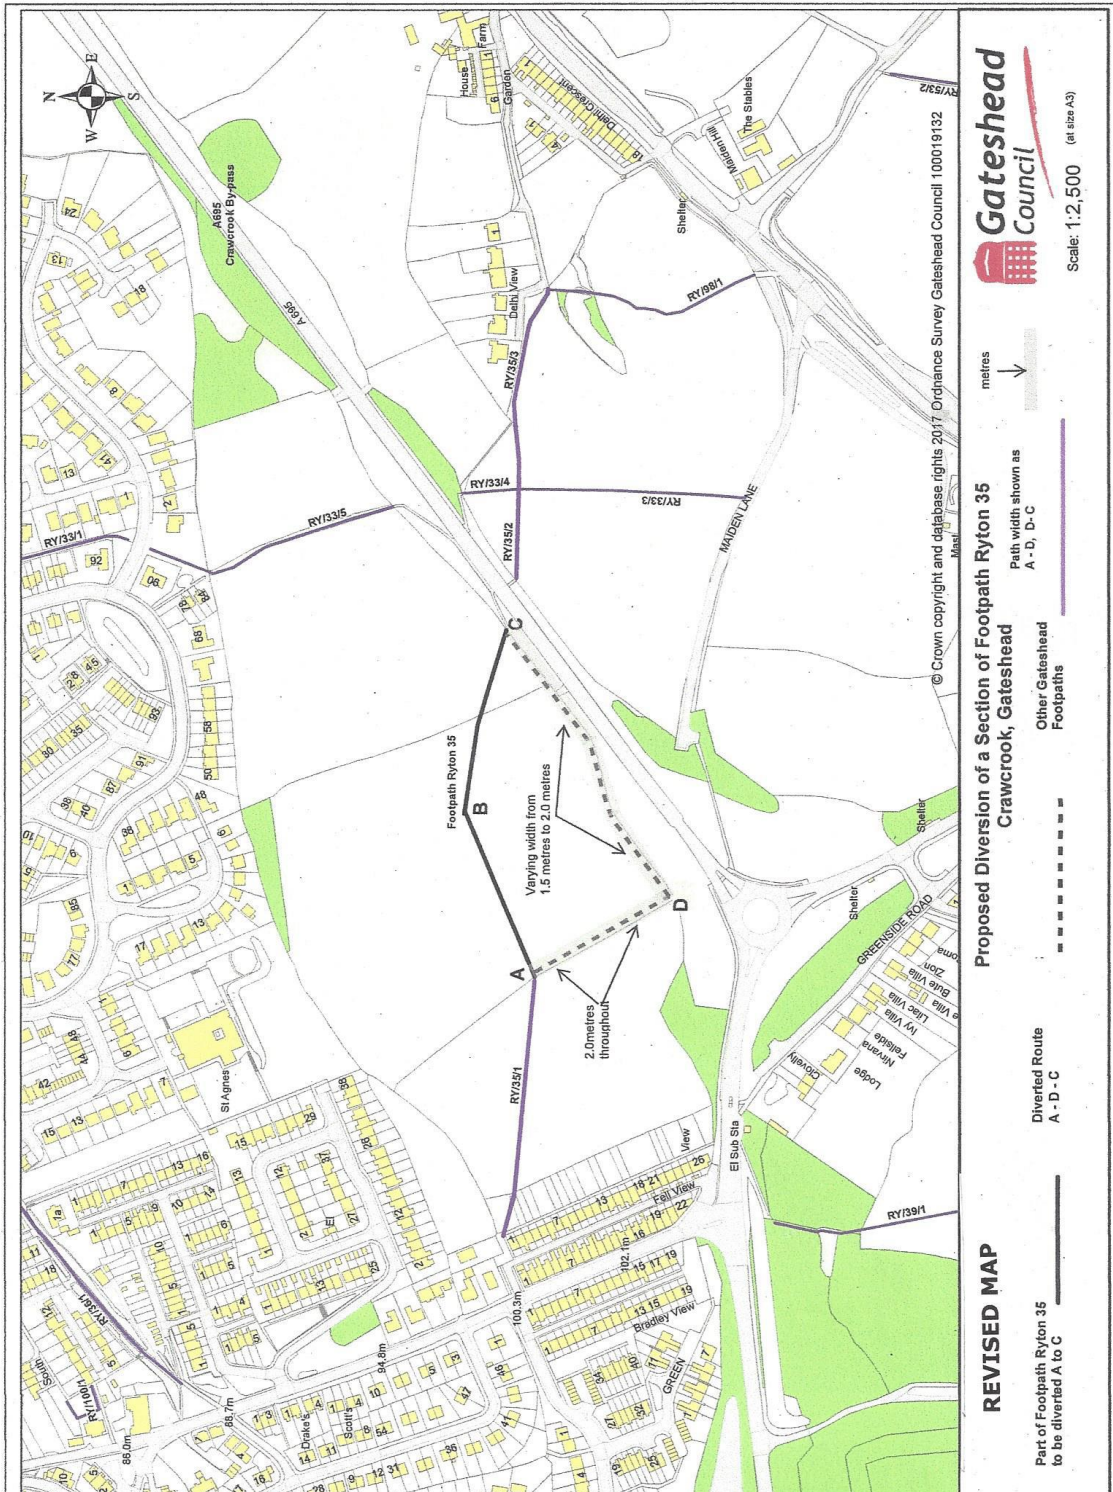 N
E
S
W
A695
Crawcrook By-pass
A 695
House
Farm
Garden
Delhi Crescent
Delhi View
Maiden Hill
The Stables
Shelter
RY/53/2
RY/98/1
RY/35/3
RY/33/4
RY/35/2
RY/33/3
RY/33/5
RY/33/1
MAIDEN LANE
Mast
Footpath Ryton 35
A
B
C
D
Varying width from
1.5 metres to 2.0 metres
2.0metres
throughout
RY/35/1
St Agnes
Shelter
Shelter
GREENSIDE ROAD
Zion
Bute Villa
Lilac Villa
Ivy Villa
Nirvana
Fellside
Lodge
Clovelly
El Sub Sta
View
Fell View
Bradley View
GREEN
102.1m
100.3m
94.8m
88.7m
86.0m
RY/39/1
RY/36/1
RY/100/1
South
Drake's
Scott's
El
© Crown copyright and database rights 2017 Ordnance Survey Gateshead Council 100019132
REVISED MAP
Proposed Diversion of a Section of Footpath Ryton 35
Crawcrook, Gateshead
Gateshead
Council
Part of Footpath Ryton 35
to be diverted A to C
Diverted Route
A - D - C
Other Gateshead
Footpaths
Path width shown as
A - D, D - C
metres
Scale: 1:2,500 (at size A3)